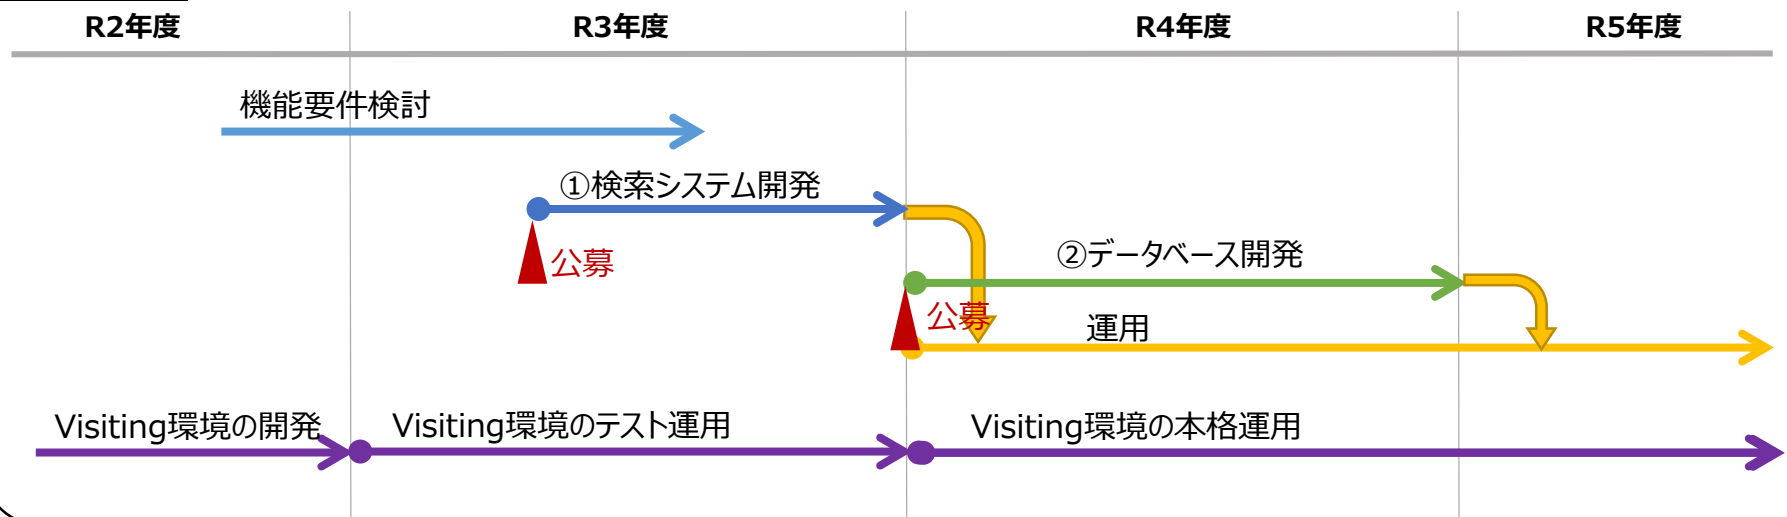 R2年度
R3年度
R4年度
R5年度
機能要件検討
①検索システム開発
公募
②データベース開発
公募
運用
Visiting環境の開発
Visiting環境のテスト運用
Visiting環境の本格運用